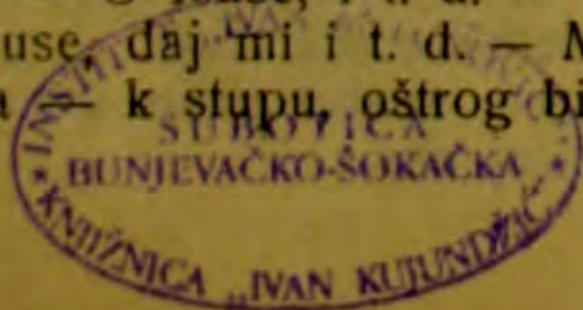 i t. d.
use, daj mi i t. d. — M
a — k stupu, oštrog bi
SUBOTICA
BUNJEVAČKO-ŠOKAČKA
KNJIŽNICA „IVAN KUJUNDŽIĆ“